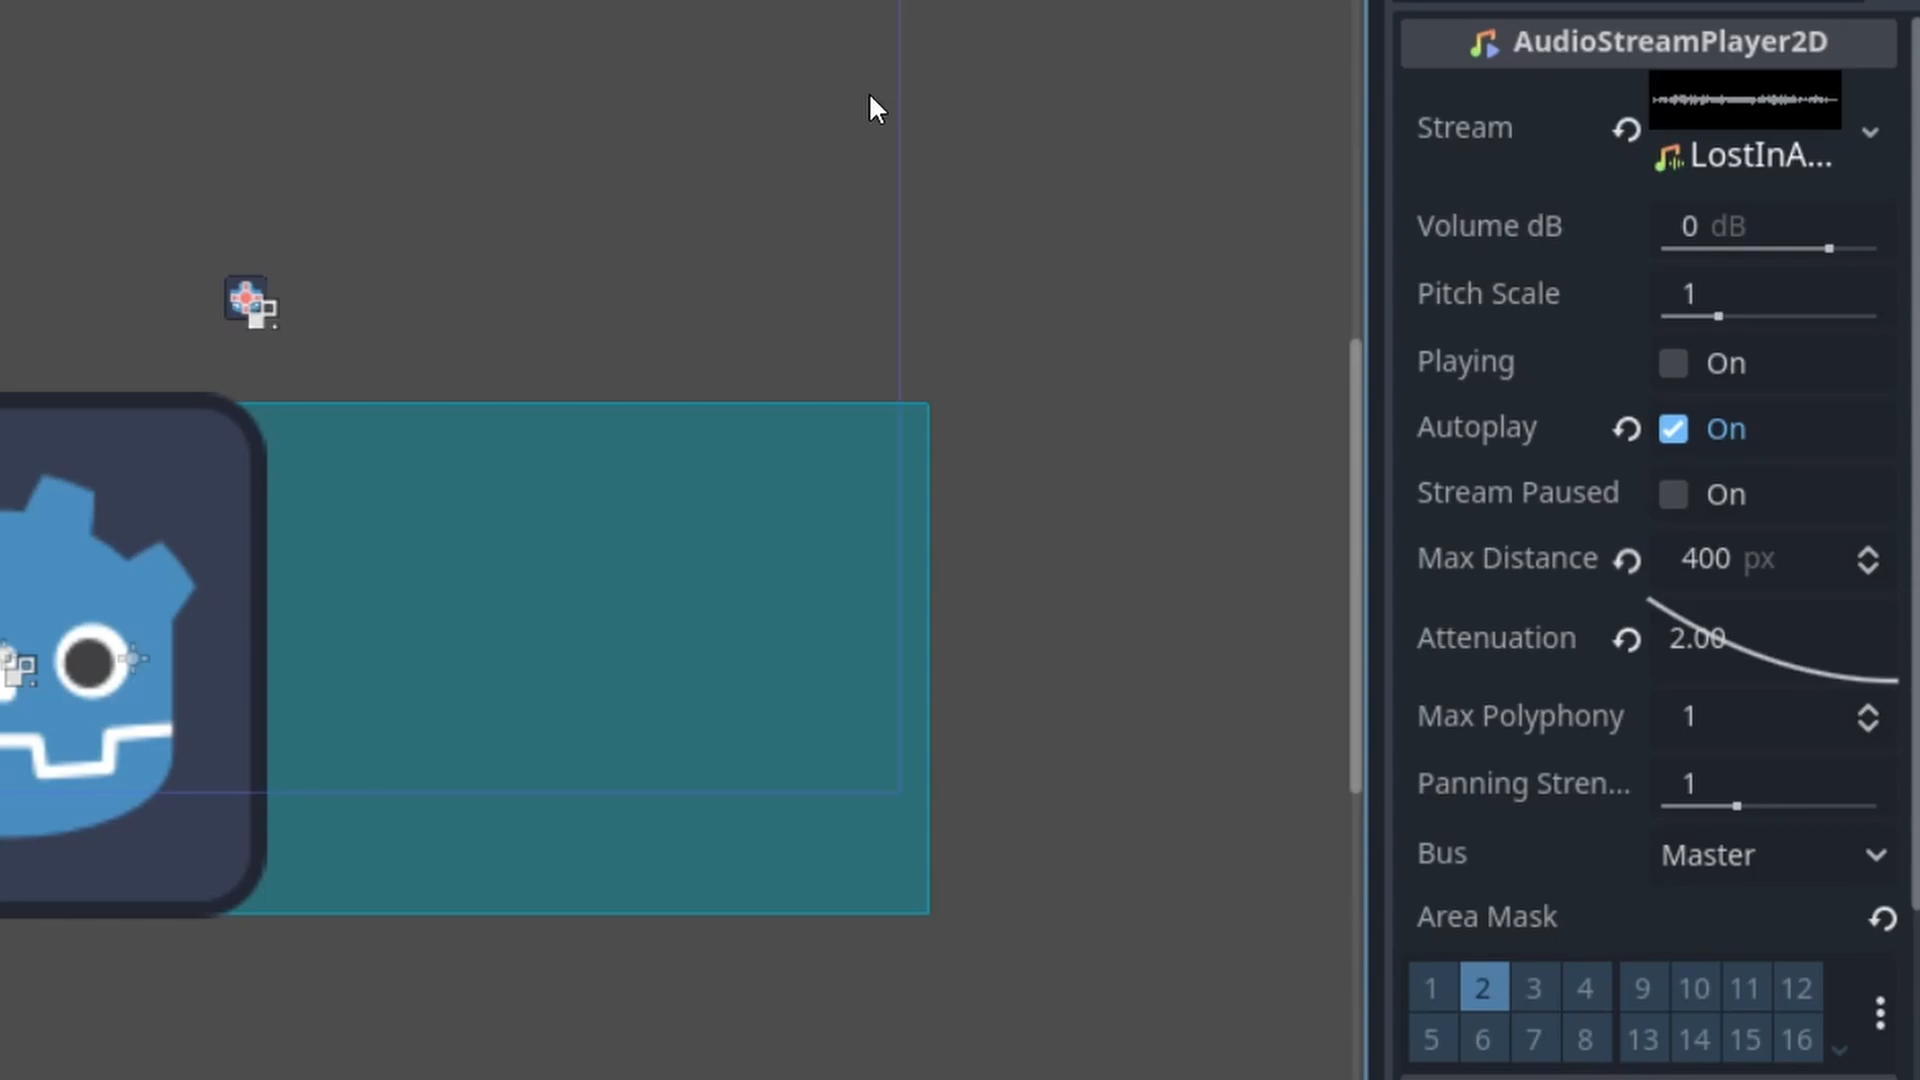 AudioStreamPlayer2D
Stream
LostInA...
Volume dB 0 dB
Pitch Scale 1
Playing On
Autoplay On
Stream Paused On
Max Distance 400 px
Attenuation 2.00
Max Polyphony 1
Panning Stren... 1
Bus Master
Area Mask
1 2 3 4 9 10 11 12
5 6 7 8 13 14 15 16